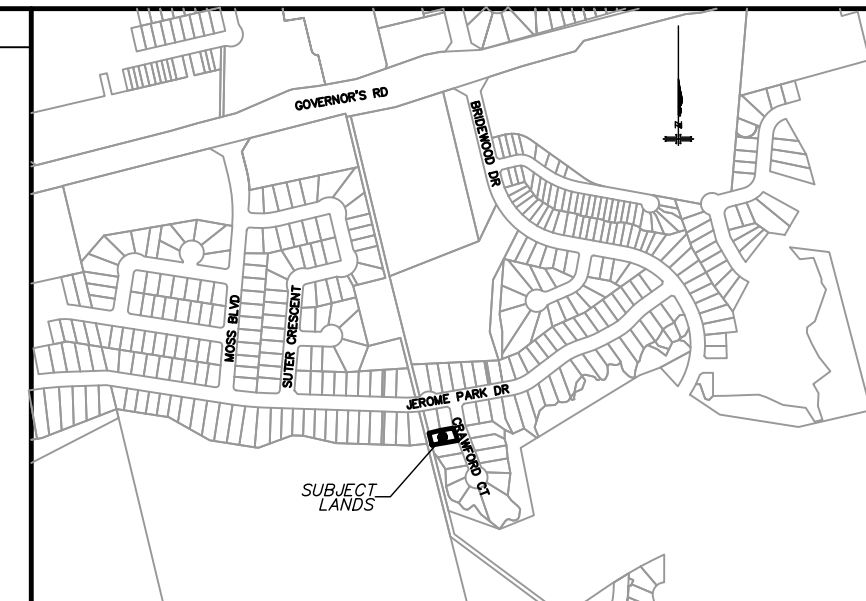 GOVERNOR'S RD
BRIDEWOOD DR
N
MOSS BLVD
SUTER CRESCENT
JEROME PARK DR
CRAWFORD CT
SUBJECT
LANDS